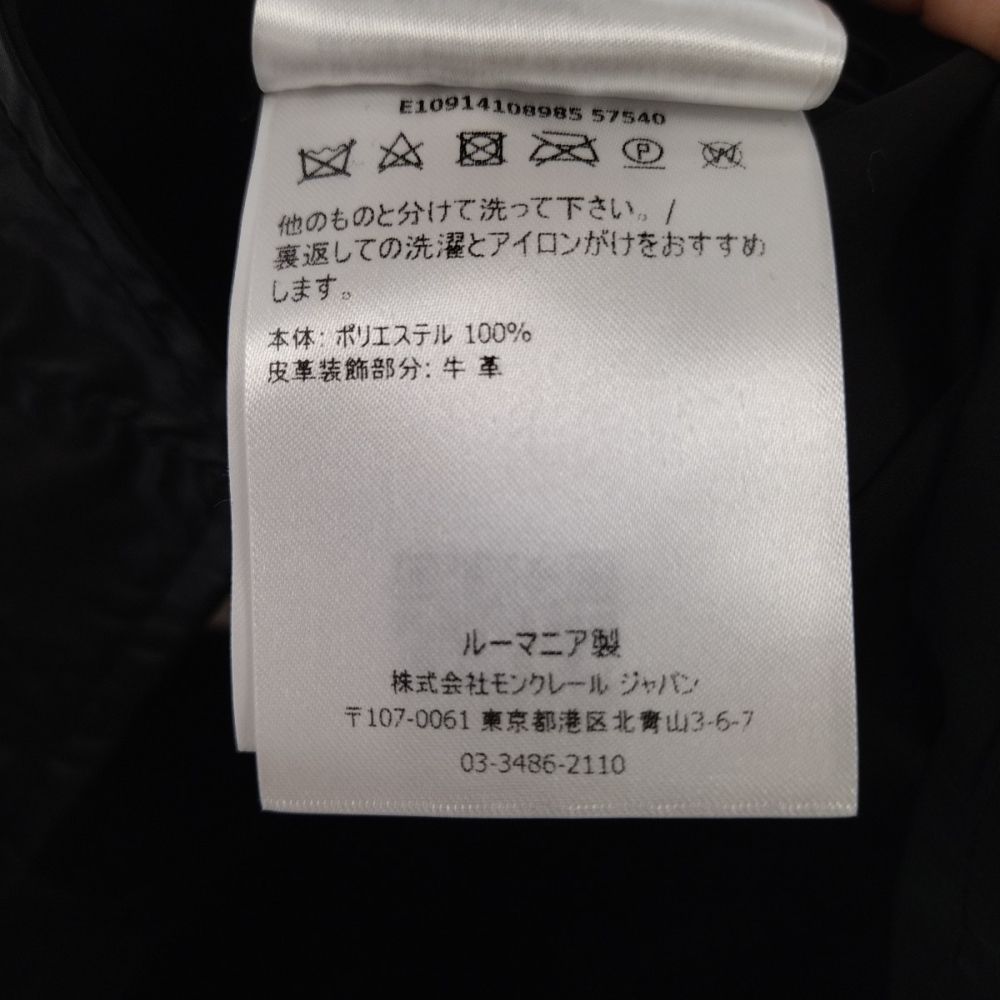 E10914108985 57540
P
W
他のものと分けて洗って下さい。/
裏返しての洗濯とアイロンがけをおすすめ
します。
本体: ポリエステル 100%
皮革装飾部分: 牛 革
ルーマニア製
株式会社モンクレール ジャパン
〒107-0061 東京都港区北青山3-6-7
03-3486-2110